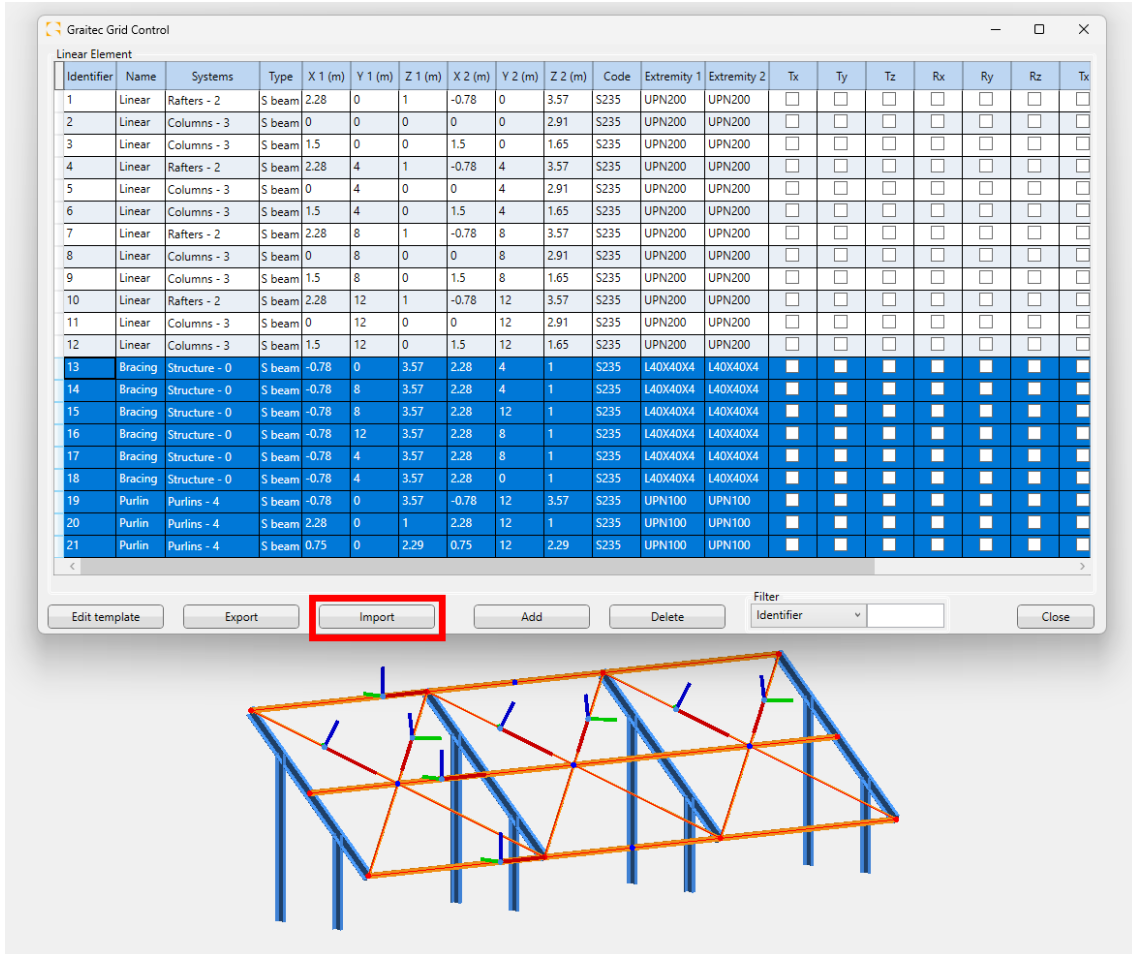 Graitec Grid Control
Linear Element
Identifier Name Systems Type X 1 (m) Y 1 (m) Z 1 (m) X 2 (m) Y 2 (m) Z 2 (m) Code Extremity 1 Extremity 2 Tx Ty Tz Rx Ry Rz Tx
1 Linear Rafters - 2 S beam 2.28 0 1 -0.78 0 3.57 S235 UPN200 UPN200
2 Linear Columns - 3 S beam 0 0 0 0 0 2.91 S235 UPN200 UPN200
3 Linear Columns - 3 S beam 1.5 0 0 1.5 0 1.65 S235 UPN200 UPN200
4 Linear Rafters - 2 S beam 2.28 4 1 -0.78 4 3.57 S235 UPN200 UPN200
5 Linear Columns - 3 S beam 0 4 0 0 4 2.91 S235 UPN200 UPN200
6 Linear Columns - 3 S beam 1.5 4 0 1.5 4 1.65 S235 UPN200 UPN200
7 Linear Rafters - 2 S beam 2.28 8 1 -0.78 8 3.57 S235 UPN200 UPN200
8 Linear Columns - 3 S beam 0 8 0 0 8 2.91 S235 UPN200 UPN200
9 Linear Columns - 3 S beam 1.5 8 0 1.5 8 1.65 S235 UPN200 UPN200
10 Linear Rafters - 2 S beam 2.28 12 1 -0.78 12 3.57 S235 UPN200 UPN200
11 Linear Columns - 3 S beam 0 12 0 0 12 2.91 S235 UPN200 UPN200
12 Linear Columns - 3 S beam 1.5 12 0 1.5 12 1.65 S235 UPN200 UPN200
13 Bracing Structure - 0 S beam -0.78 0 3.57 2.28 4 1 S235 L40X40X4 L40X40X4
14 Bracing Structure - 0 S beam -0.78 8 3.57 2.28 4 1 S235 L40X40X4 L40X40X4
15 Bracing Structure - 0 S beam -0.78 8 3.57 2.28 12 1 S235 L40X40X4 L40X40X4
16 Bracing Structure - 0 S beam -0.78 12 3.57 2.28 8 1 S235 L40X40X4 L40X40X4
17 Bracing Structure - 0 S beam -0.78 4 3.57 2.28 8 1 S235 L40X40X4 L40X40X4
18 Bracing Structure - 0 S beam -0.78 4 3.57 2.28 0 1 S235 L40X40X4 L40X40X4
19 Purlin Purlins - 4 S beam -0.78 0 3.57 -0.78 12 3.57 S235 UPN100 UPN100
20 Purlin Purlins - 4 S beam 2.28 0 1 2.28 12 1 S235 UPN100 UPN100
21 Purlin Purlins - 4 S beam 0.75 0 2.29 0.75 12 2.29 S235 UPN100 UPN100
Filter
Edit template Export Import Add Delete Identifier Close